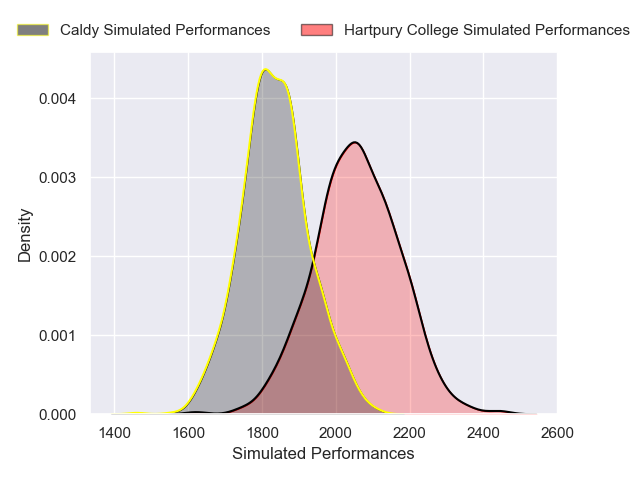 Caldy Simulated Performances Hartpury College Simulated Performances
0.004
0.003
0.002
0.001
0.000
Density
1400 1600 1800 2000 2200 2400 2600
Simulated Performances